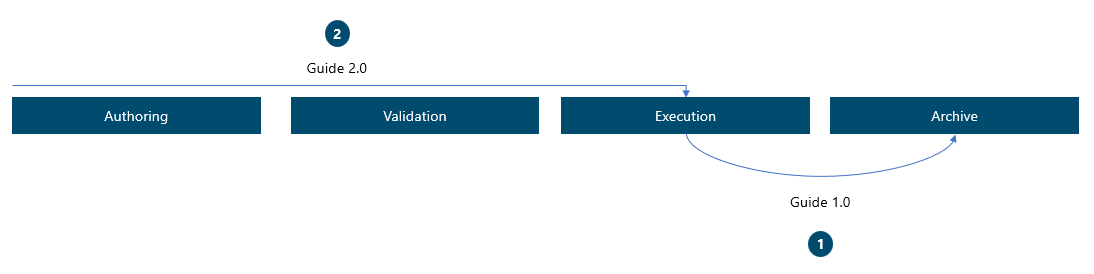 2
Guide 2.0
Authoring
Validation
Execution
Archive
Guide 1.0
1